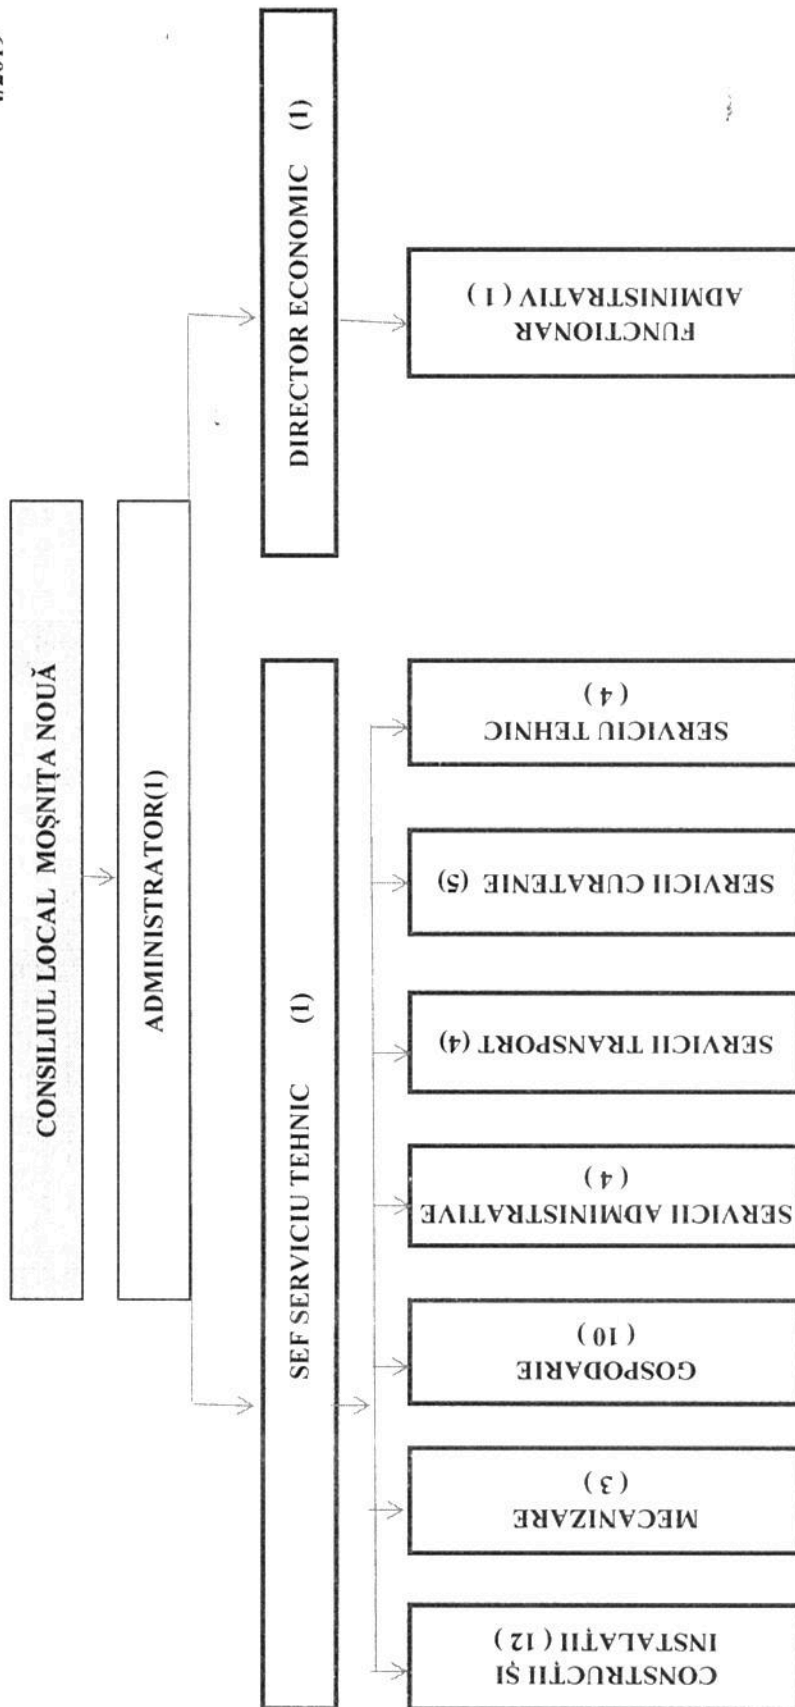 CONSILIUL LOCAL MOȘNIȚA NOUĂ
ADMINISTRATOR(1)
SEF SERVICIU TEHNIC (1)
DIRECTOR ECONOMIC (1)
CONSTRUCȚII ȘI
INSTALAȚII ( 12 )
MECANIZARE
( 3 )
GOSPODARIE
( 10 )
SERVICII ADMINISTRATIVE
( 4 )
SERVICII TRANSPORT (4)
SERVICII CURATENIE (5)
SERVICIU TEHNIC
( 4 )
FUNCTIONAR
ADMINISTRATIV ( 1 )